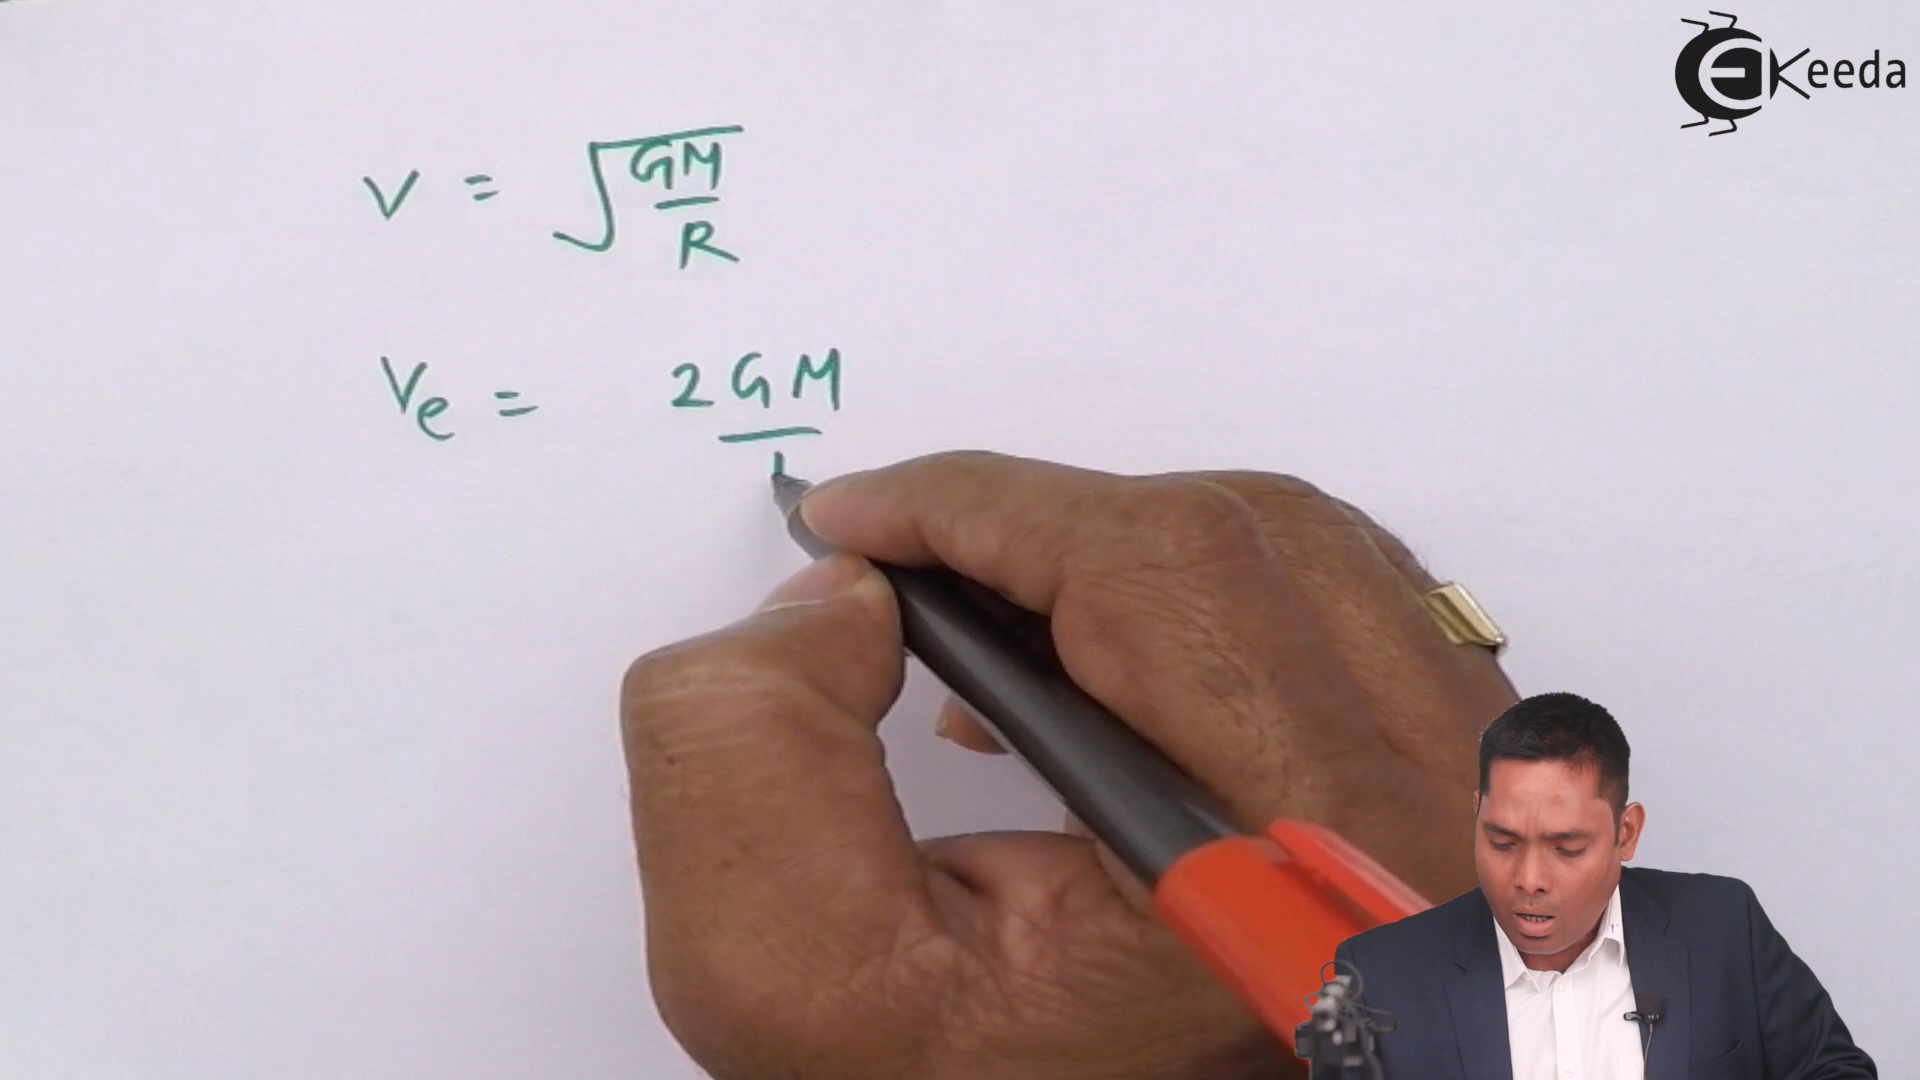 EKeeda
V = √GM/R
Ve = 2GM/